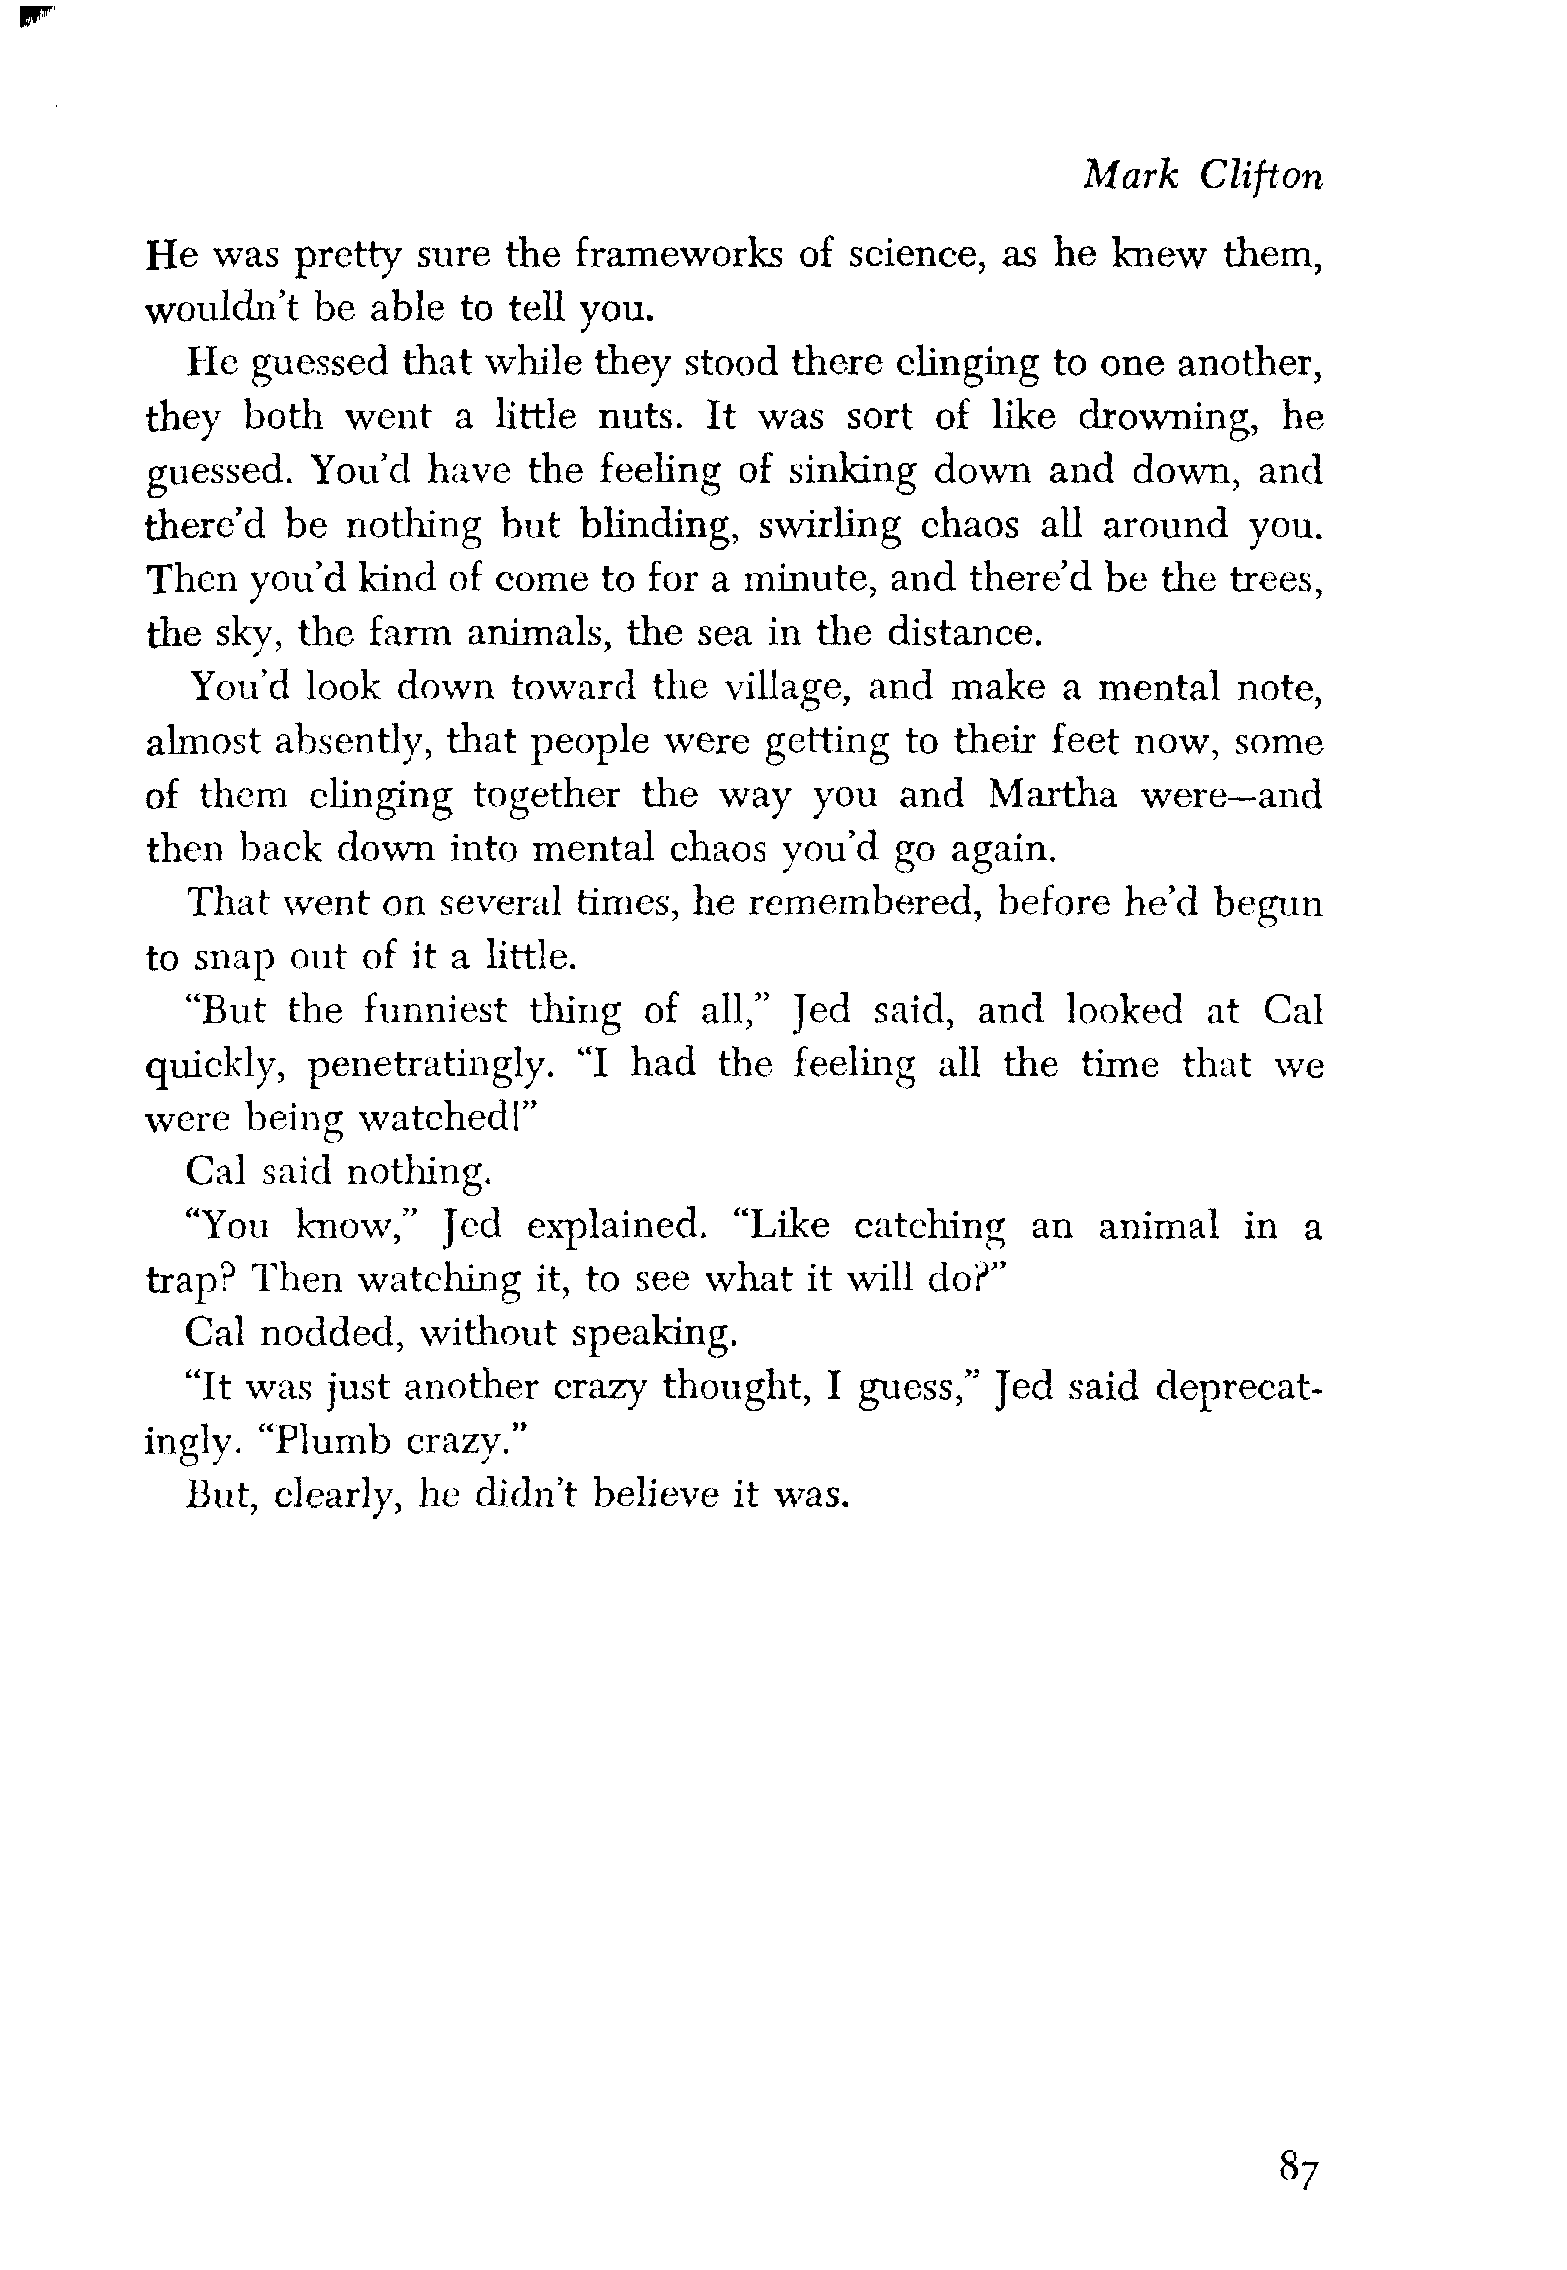 Mark Clifton
He was pretty sure the frameworks of science, as he knew them,
wouldn't be able to tell you.
He guessed that while they stood there clinging to one another,
they both went a little nuts. It was sort of like drowning, he
guessed. You'd have the feeling of sinking down and down, and
there'd be nothing but blinding, swirling chaos all around you.
Then you'd kind of come to for a minute, and there'd be the trees,
the sky, the farm animals, the sea in the distance.
You'd look down toward the village, and make a mental note,
almost absently, that people were getting to their feet now, some
of them clinging together the way you and Martha were—and
then back down into mental chaos you'd go again.
That went on several times, he remembered, before he'd begun
to snap out of it a little.
"But the funniest thing of all," Jed said, and looked at Cal
quickly, penetratingly. "I had the feeling all the time that we
were being watched!"
Cal said nothing.
"You know," Jed explained. "Like catching an animal in a
trap? Then watching it, to see what it will do?"
Cal nodded, without speaking.
"It was just another crazy thought, I guess," Jed said deprecat-
ingly. "Plumb crazy."
But, clearly, he didn't believe it was.
87